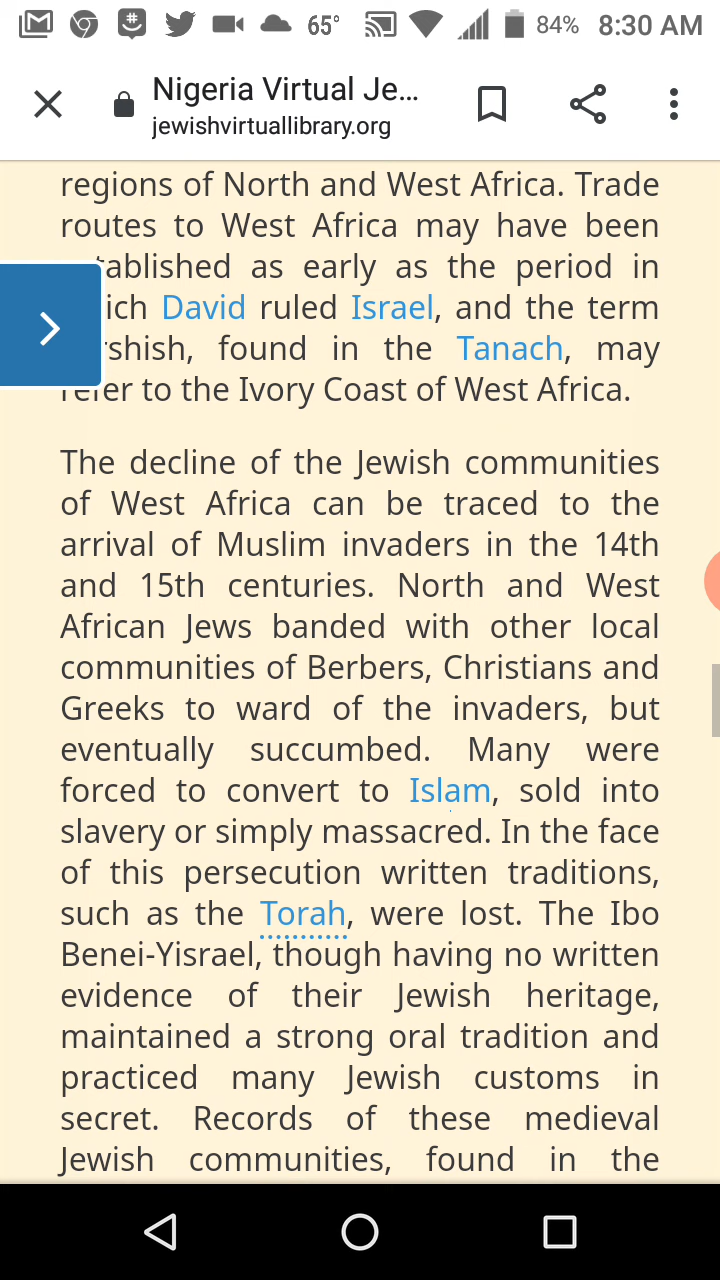 65° 84% 8:30 AM
Nigeria Virtual Je...
jewishvirtuallibrary.org
regions of North and West Africa. Trade
routes to West Africa may have been
tablished as early as the period in
ich David ruled Israel, and the term
rshish, found in the Tanach, may
refer to the Ivory Coast of West Africa.
The decline of the Jewish communities
of West Africa can be traced to the
arrival of Muslim invaders in the 14th
and 15th centuries. North and West
African Jews banded with other local
communities of Berbers, Christians and
Greeks to ward of the invaders, but
eventually succumbed. Many were
forced to convert to Islam, sold into
slavery or simply massacred. In the face
of this persecution written traditions,
such as the Torah, were lost. The Ibo
Benei-Yisrael, though having no written
evidence of their Jewish heritage,
maintained a strong oral tradition and
practiced many Jewish customs in
secret. Records of these medieval
Jewish communities, found in the